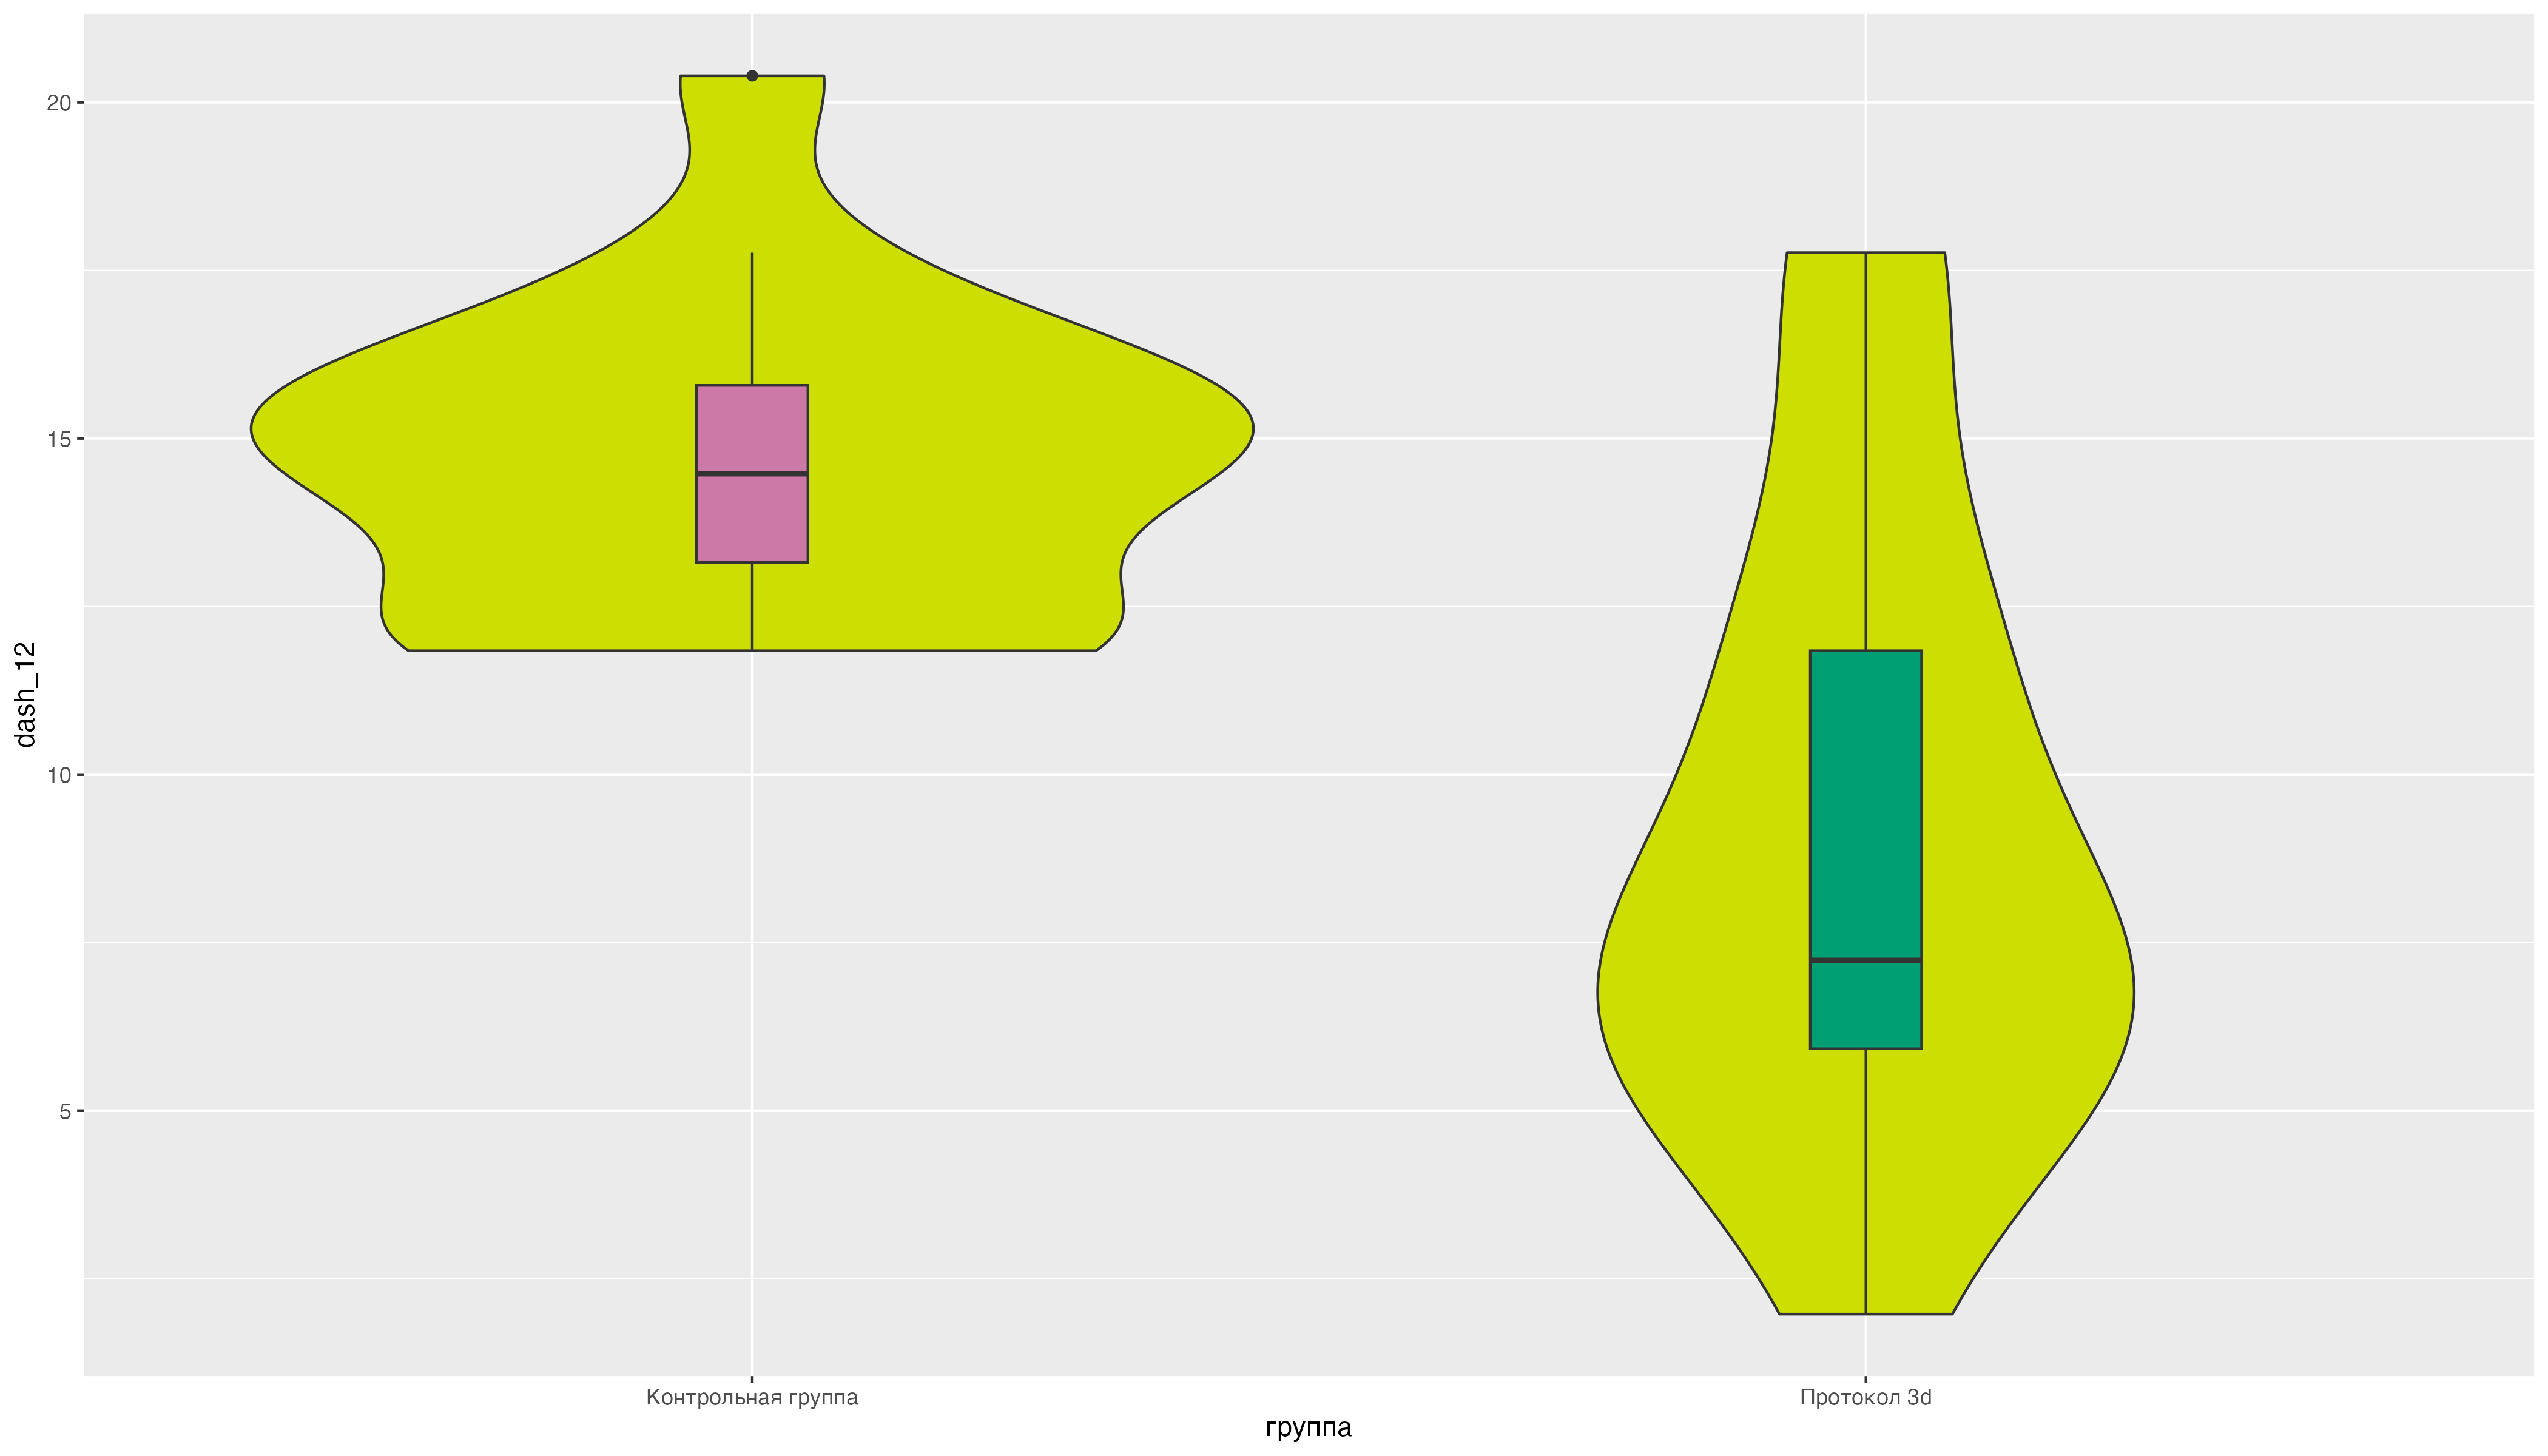 20
15
10
5
dash_12
Контрольная группа
Протокол 3d
группа